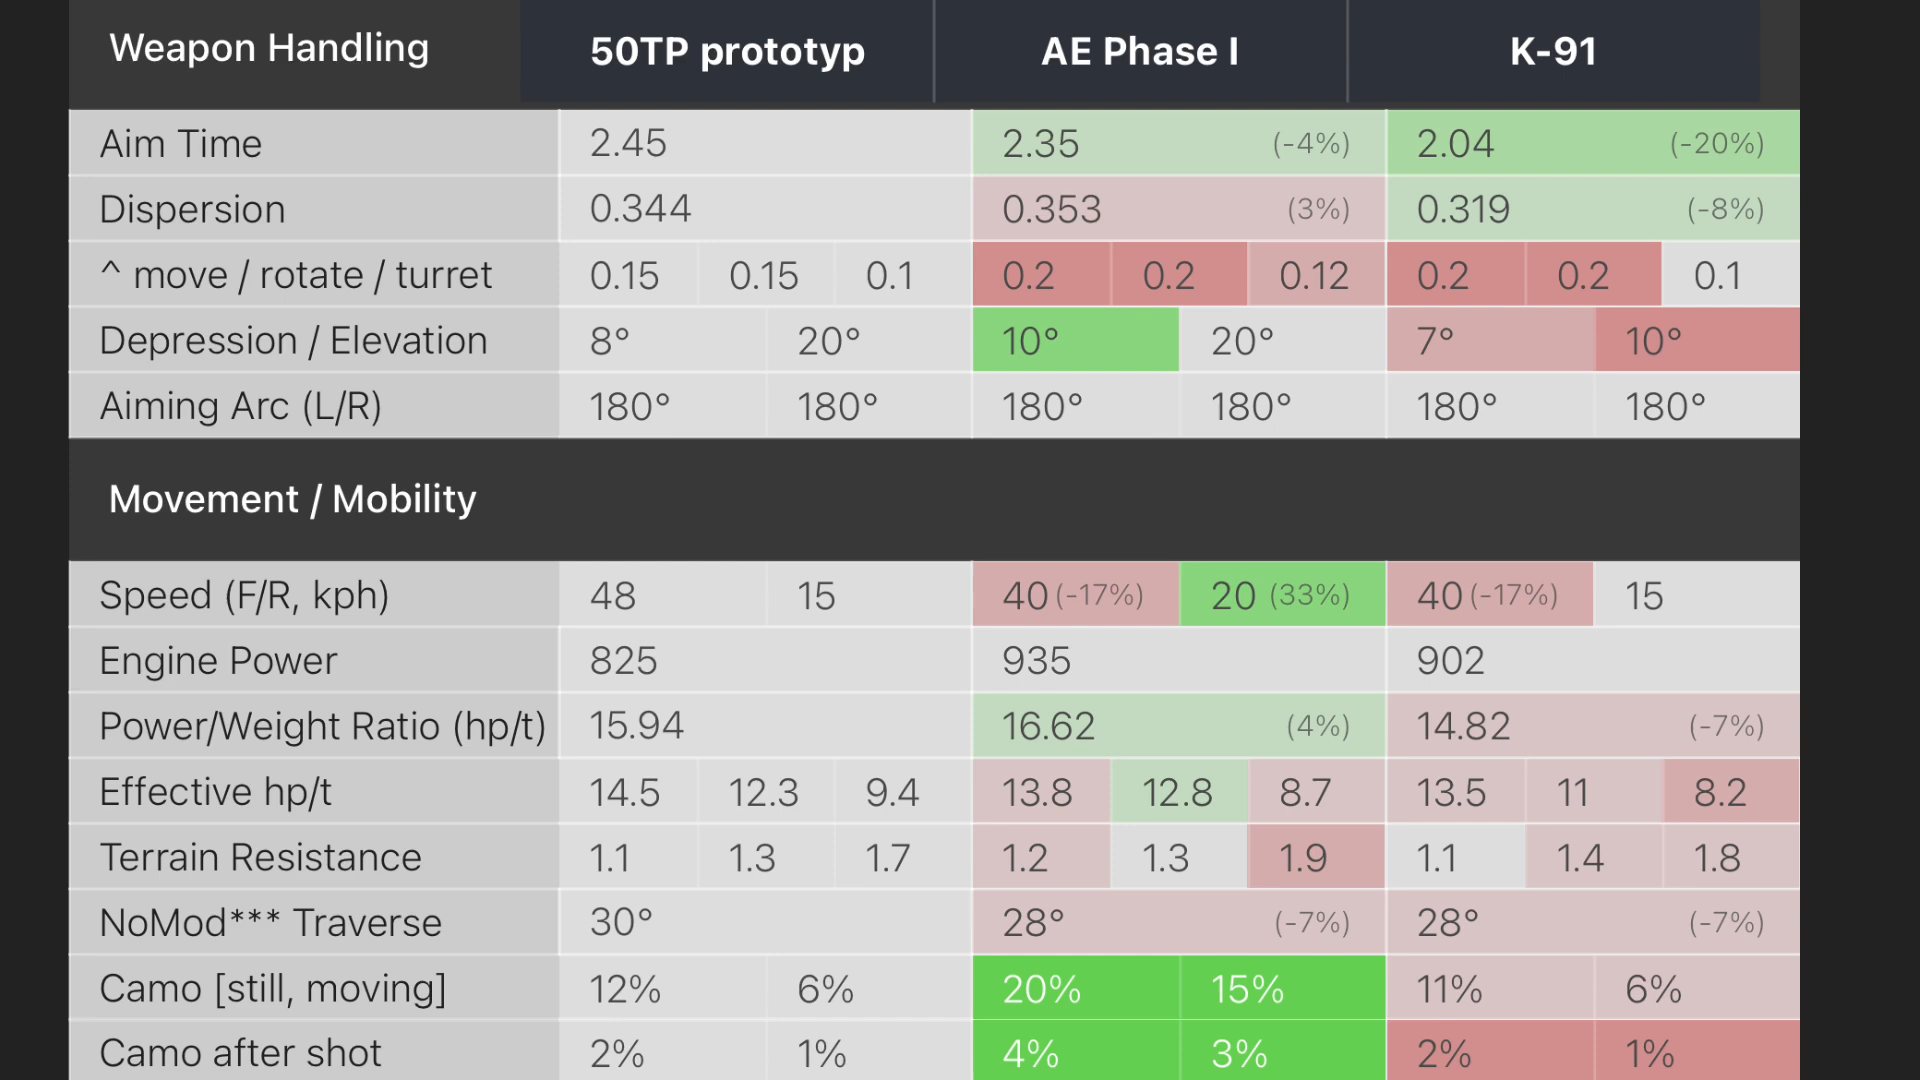 Weapon Handling 50TP prototyp AE Phase I K-91
Aim Time 2.45 2.35 (-4%) 2.04 (-20%)
Dispersion 0.344 0.353 (3%) 0.319 (-8%)
^ move / rotate / turret 0.15 0.15 0.1 0.2 0.2 0.12 0.2 0.2 0.1
Depression / Elevation 8° 20° 10° 20° 7° 10°
Aiming Arc (L/R) 180° 180° 180° 180° 180° 180°
Movement / Mobility
Speed (F/R, kph) 48 15 40 (-17%) 20 (33%) 40 (-17%) 15
Engine Power 825 935 902
Power/Weight Ratio (hp/t) 15.94 16.62 (4%) 14.82 (-7%)
Effective hp/t 14.5 12.3 9.4 13.8 12.8 8.7 13.5 11 8.2
Terrain Resistance 1.1 1.3 1.7 1.2 1.3 1.9 1.1 1.4 1.8
NoMod*** Traverse 30° 28° (-7%) 28° (-7%)
Camo [still, moving] 12% 6% 20% 15% 11% 6%
Camo after shot 2% 1% 4% 3% 2% 1%